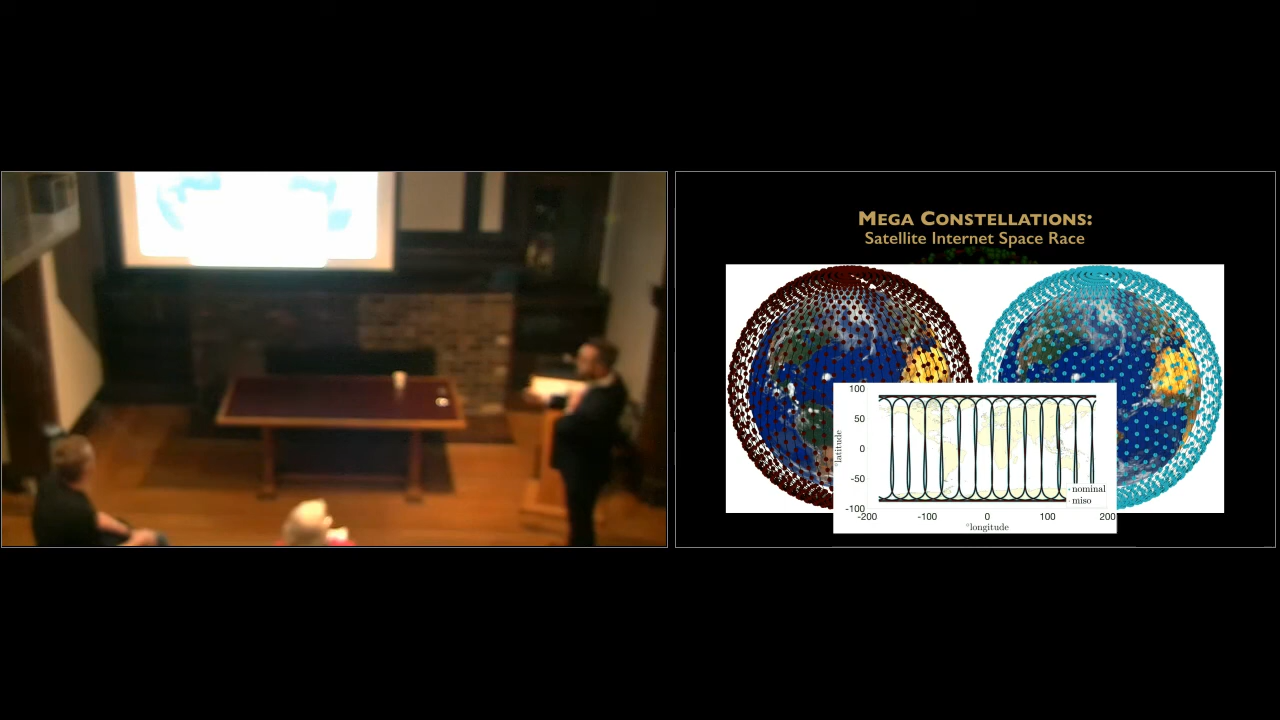 MEGA CONSTELLATIONS:
Satellite Internet Space Race
100
50
0
-50
-100
°latitude
-200
-100
0
100
200
°longitude
nominal
miso